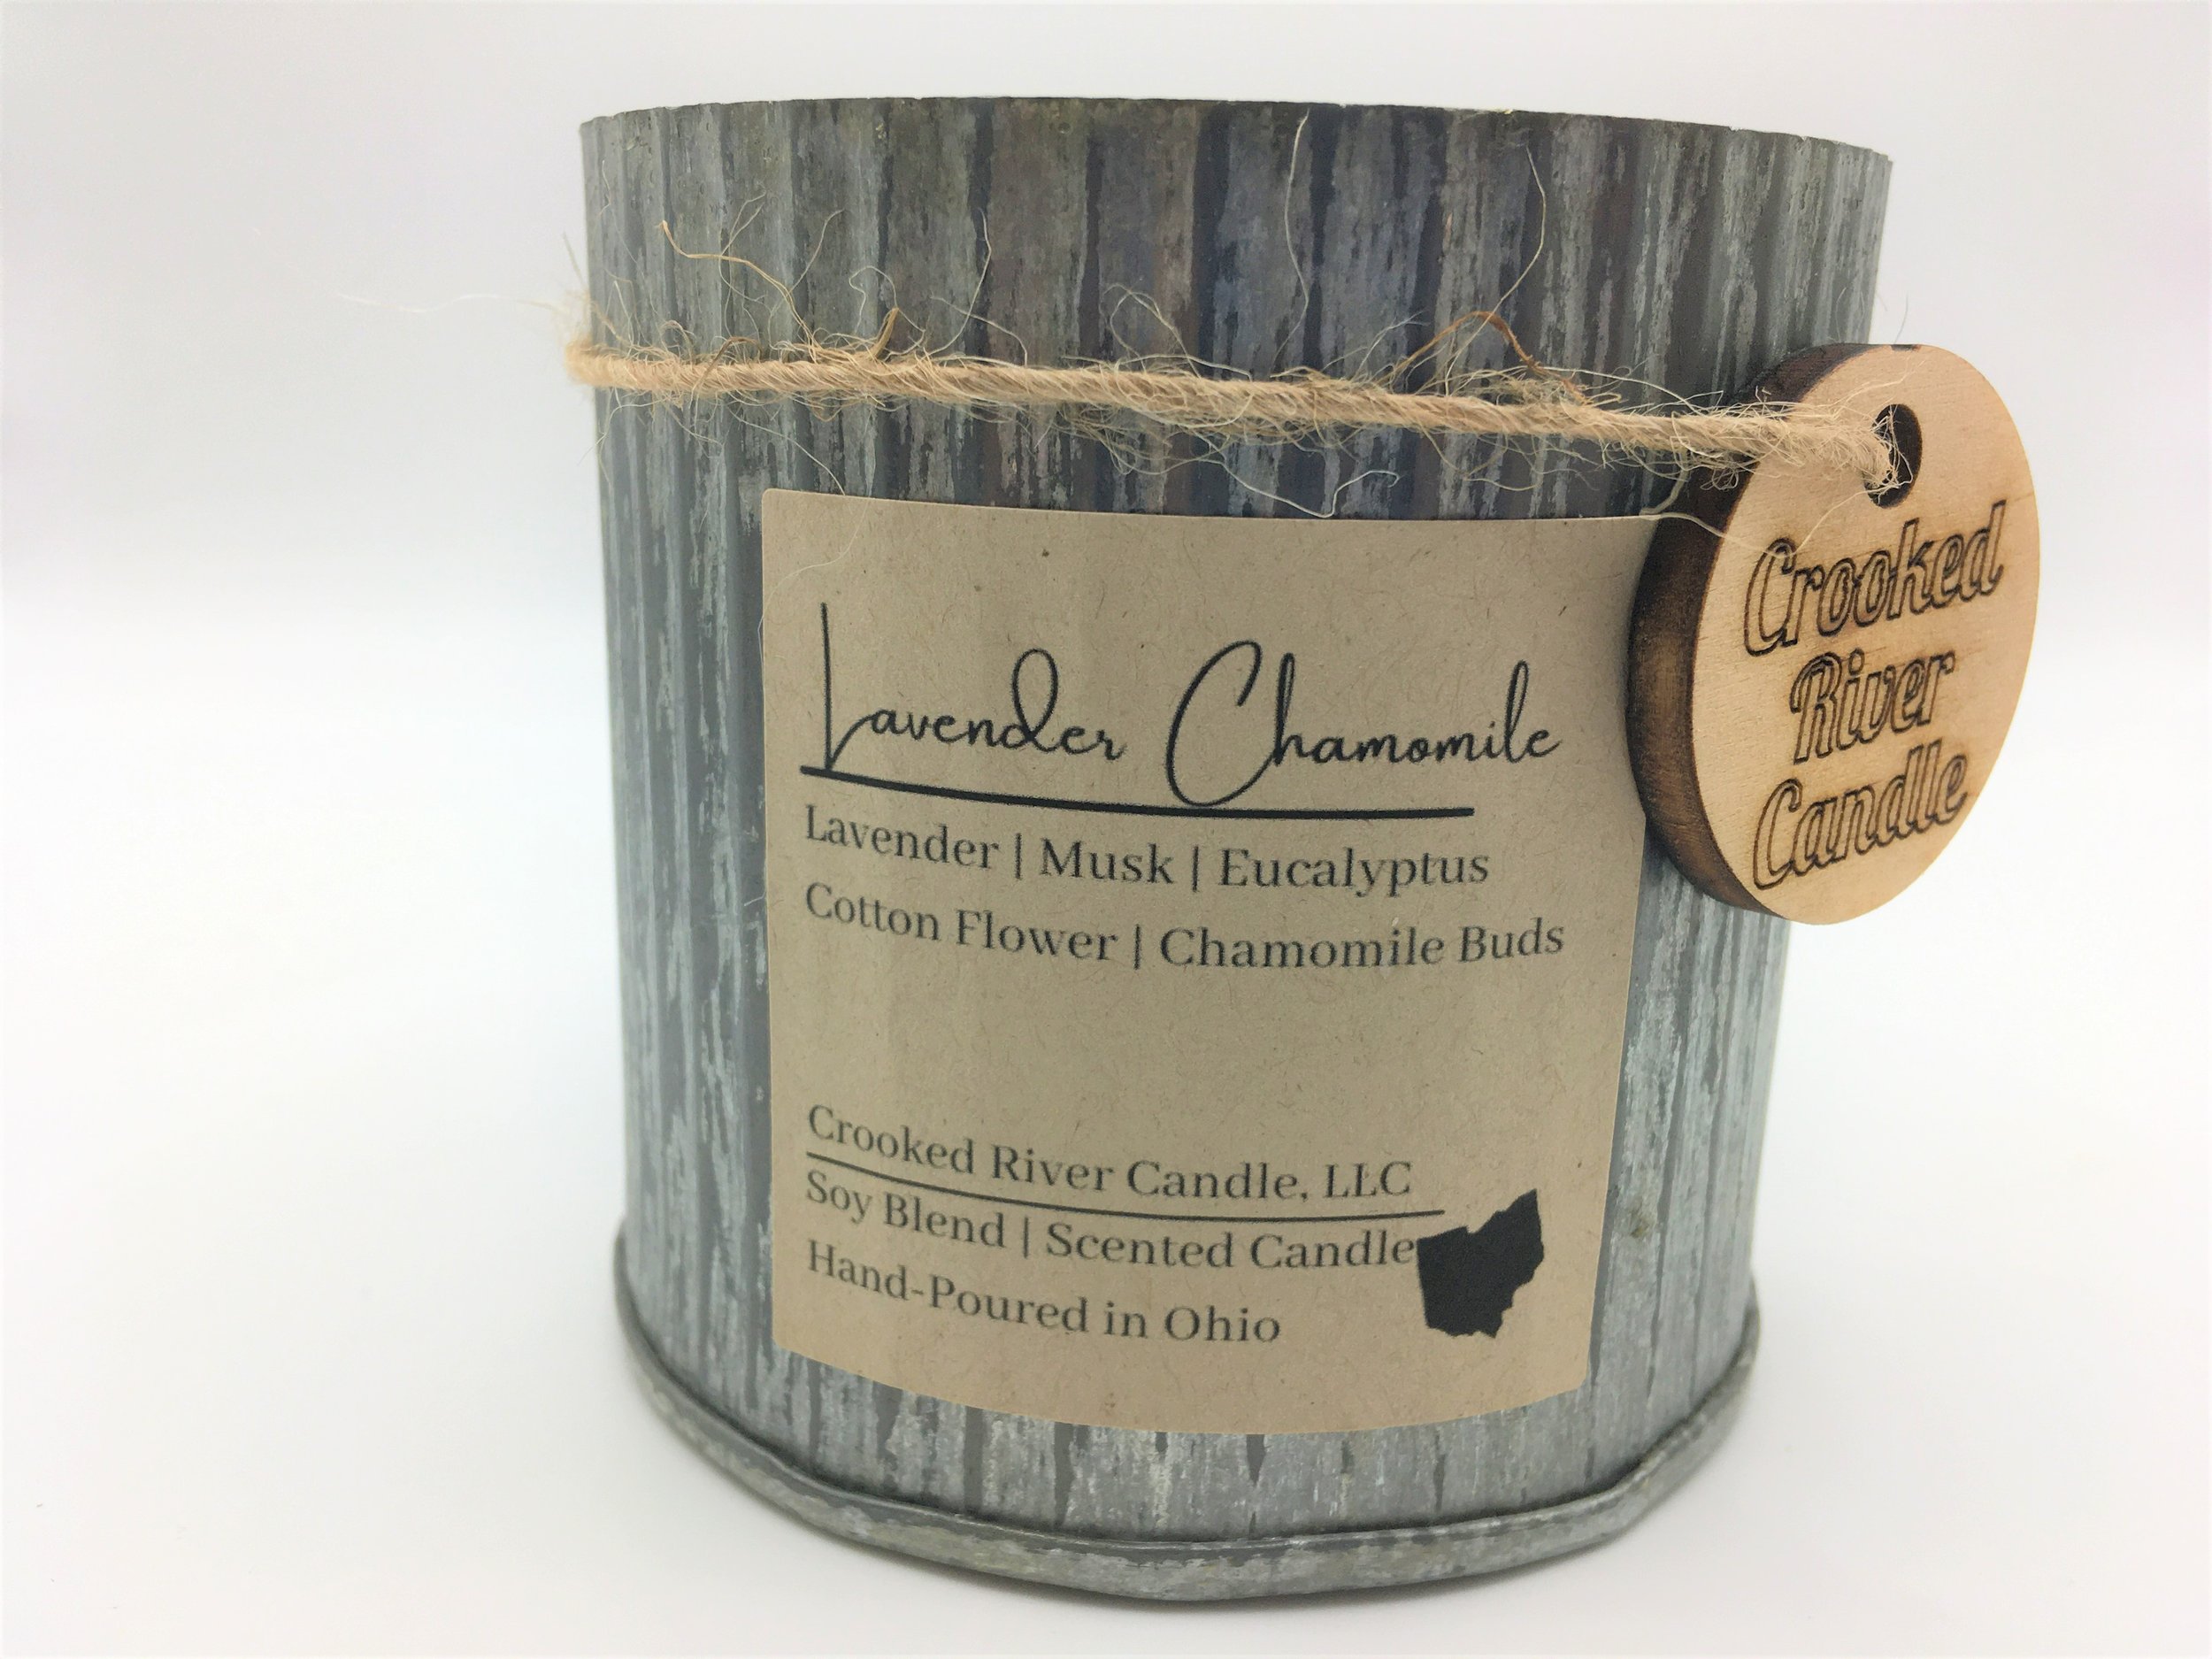 Lavender Chamomile
Lavender | Musk | Eucalyptus
Cotton Flower | Chamomile Buds
Crooked River Candle, LLC
Soy Blend | Scented Candle
Hand-Poured in Ohio
Crooked
River
Candle